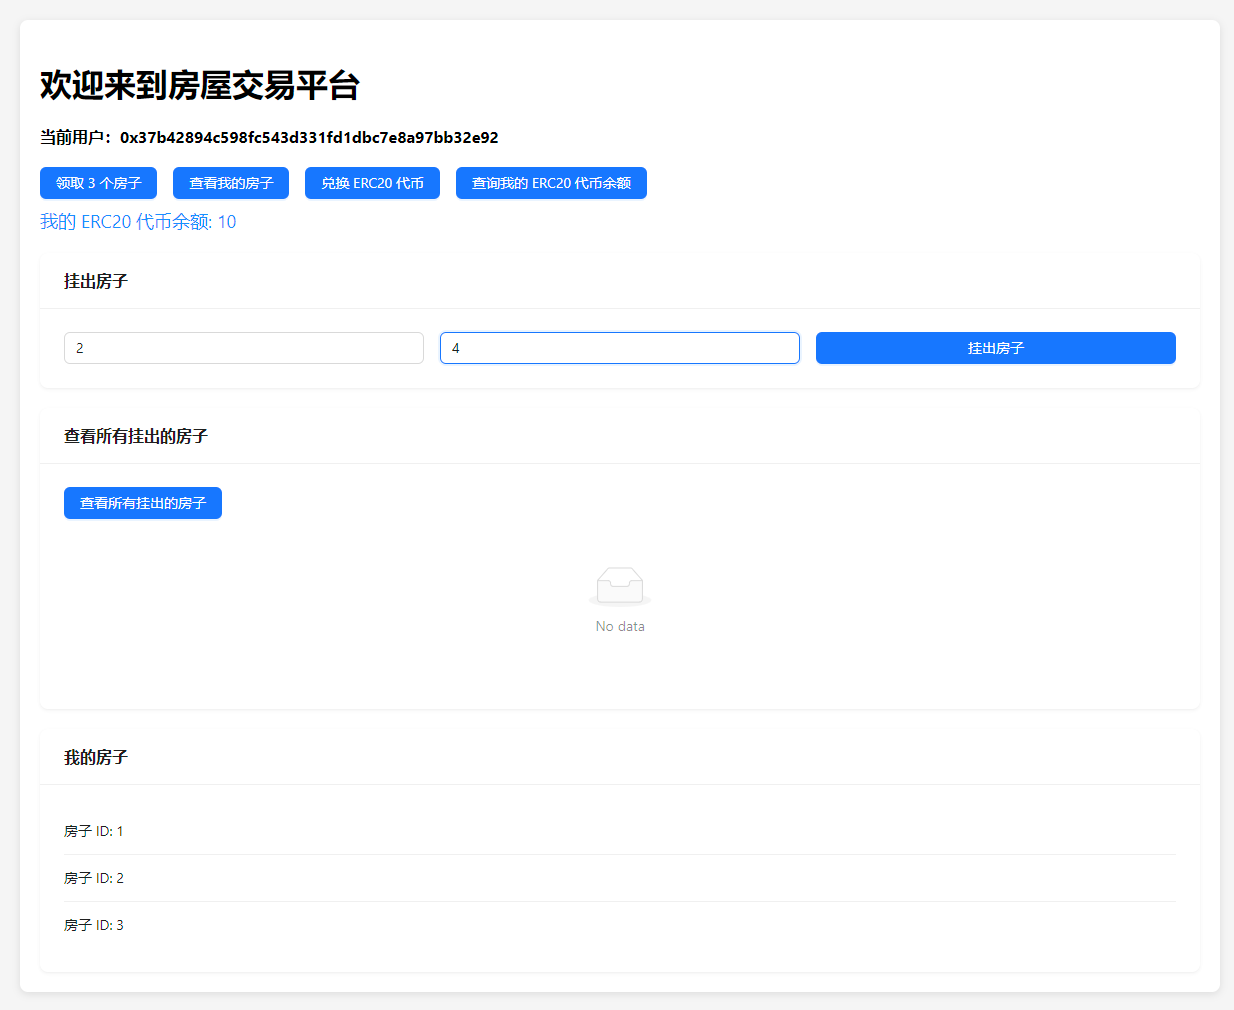 欢迎来到房屋交易平台
当前用户：0x37b42894c598fc543d331fd1dbc7e8a97bb32e92
领取 3 个房子 查看我的房子 兑换 ERC20 代币 查询我的 ERC20 代币余额
我的 ERC20 代币余额: 10
挂出房子
2 4 挂出房子
查看所有挂出的房子
查看所有挂出的房子
No data
我的房子
房子 ID: 1
房子 ID: 2
房子 ID: 3